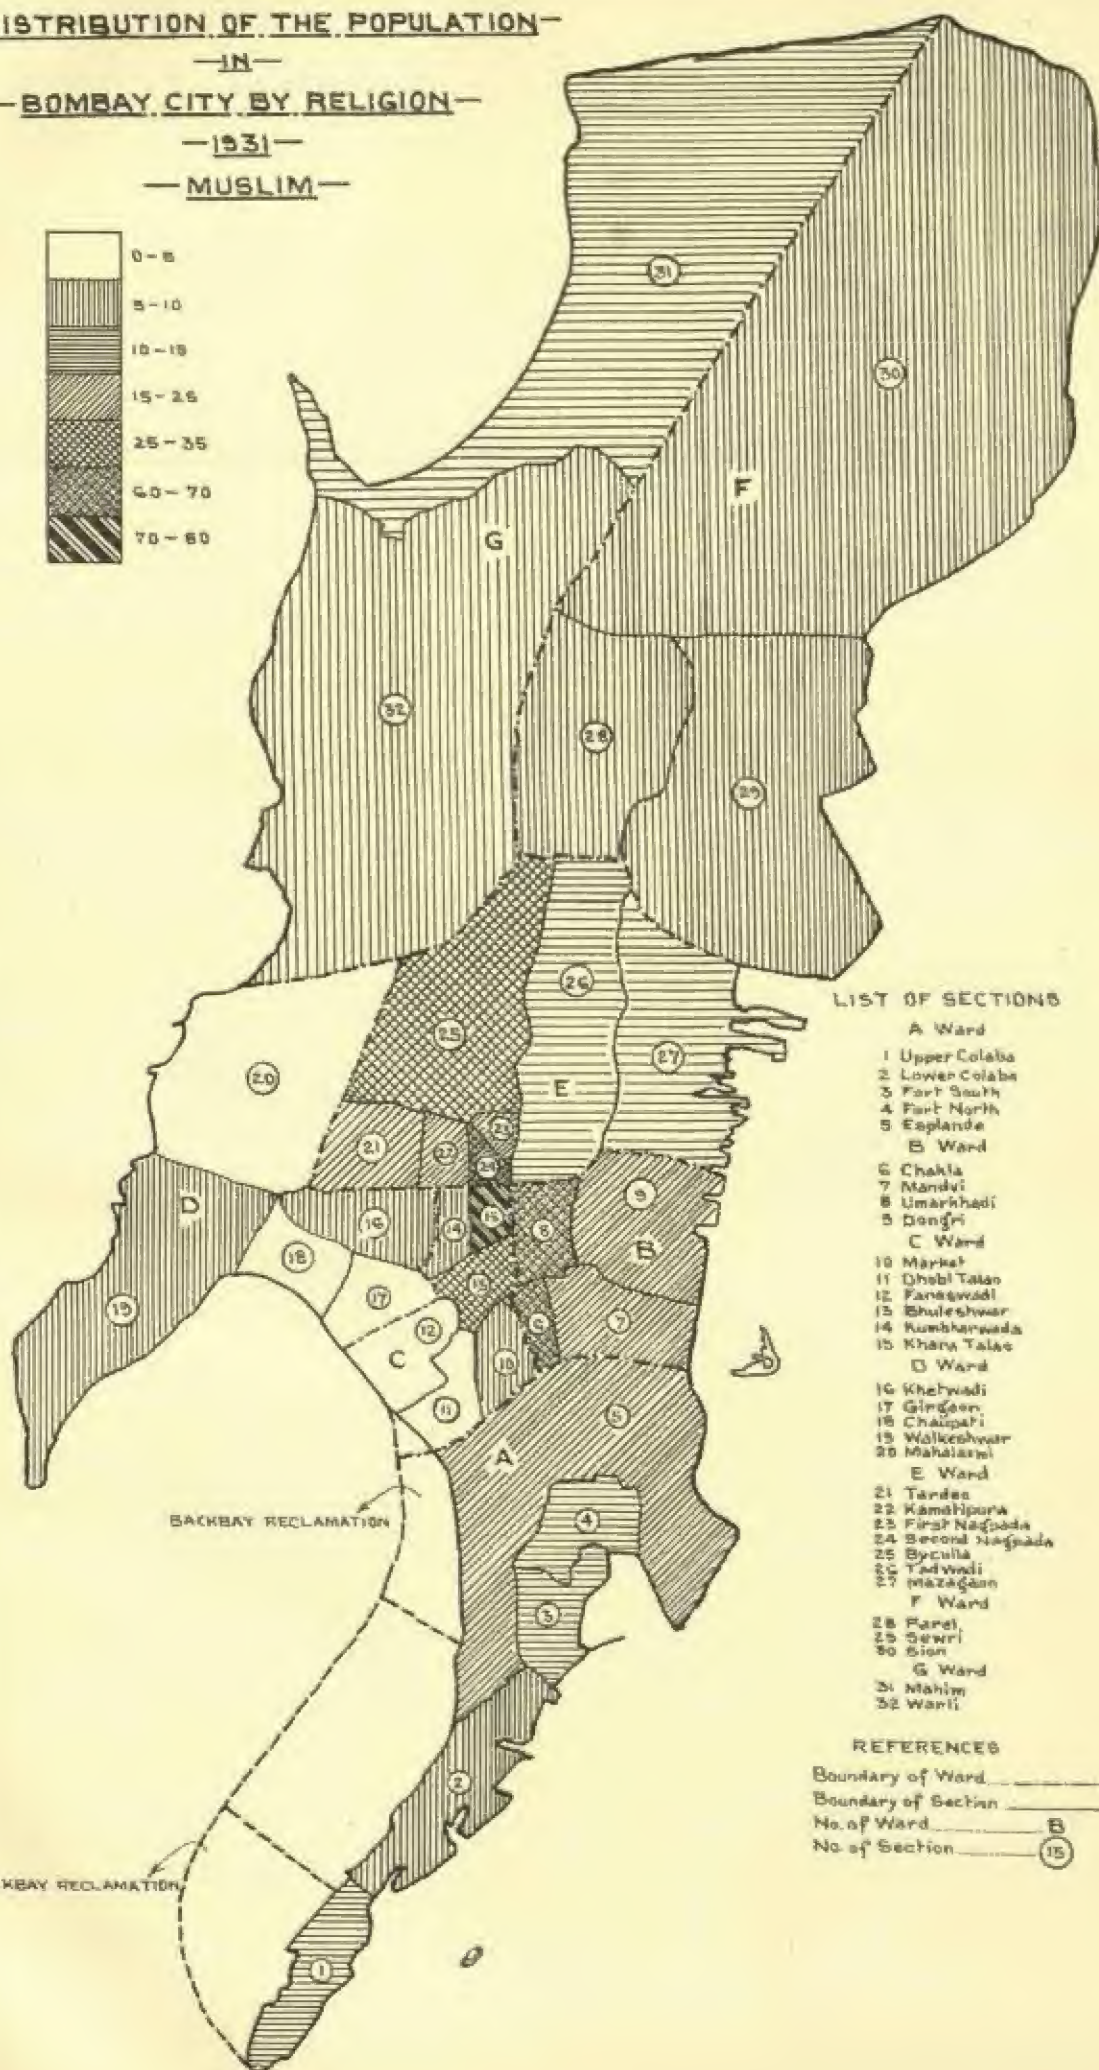 ISTRIBUTION OF THE POPULATION—
—IN—
—BOMBAY CITY BY RELIGION—
—1931—
—MUSLIM—
0-5
5-10
10-15
15-25
25-35
60-70
70-80
31
30
F
G
32
28
29
26
25
27
20
E
21
22
23
24
9
D
16
14
15
8
B
18
13
19
17
6
7
12
C
10
11
5
A
BACKBAY RECLAMATION
4
3
2
KBAY RECLAMATION
1
LIST OF SECTIONS
A Ward
1 Upper Colaba
2 Lower Colaba
3 Fort South
4 Fort North
5 Esplande
B Ward
6 Chakla
7 Mandvi
8 Umarkhadi
9 Dongri
C Ward
10 Market
11 Dhobi Talao
12 Fanaswadi
13 Bhuleshwar
14 Kumbharwada
15 Khara Talao
D Ward
16 Khetwadi
17 Girgaon
18 Chaupati
19 Walkeshwar
20 Mahalaxmi
E Ward
21 Tardeo
22 Kamatipura
23 First Nagpada
24 Second Nagpada
25 Byculla
26 Tadwadi
27 Mazagaon
F Ward
28 Parel
29 Sewri
30 Sion
G Ward
31 Mahim
32 Warli
REFERENCES
Boundary of Ward
Boundary of Section
No. of Ward B
No. of Section 15